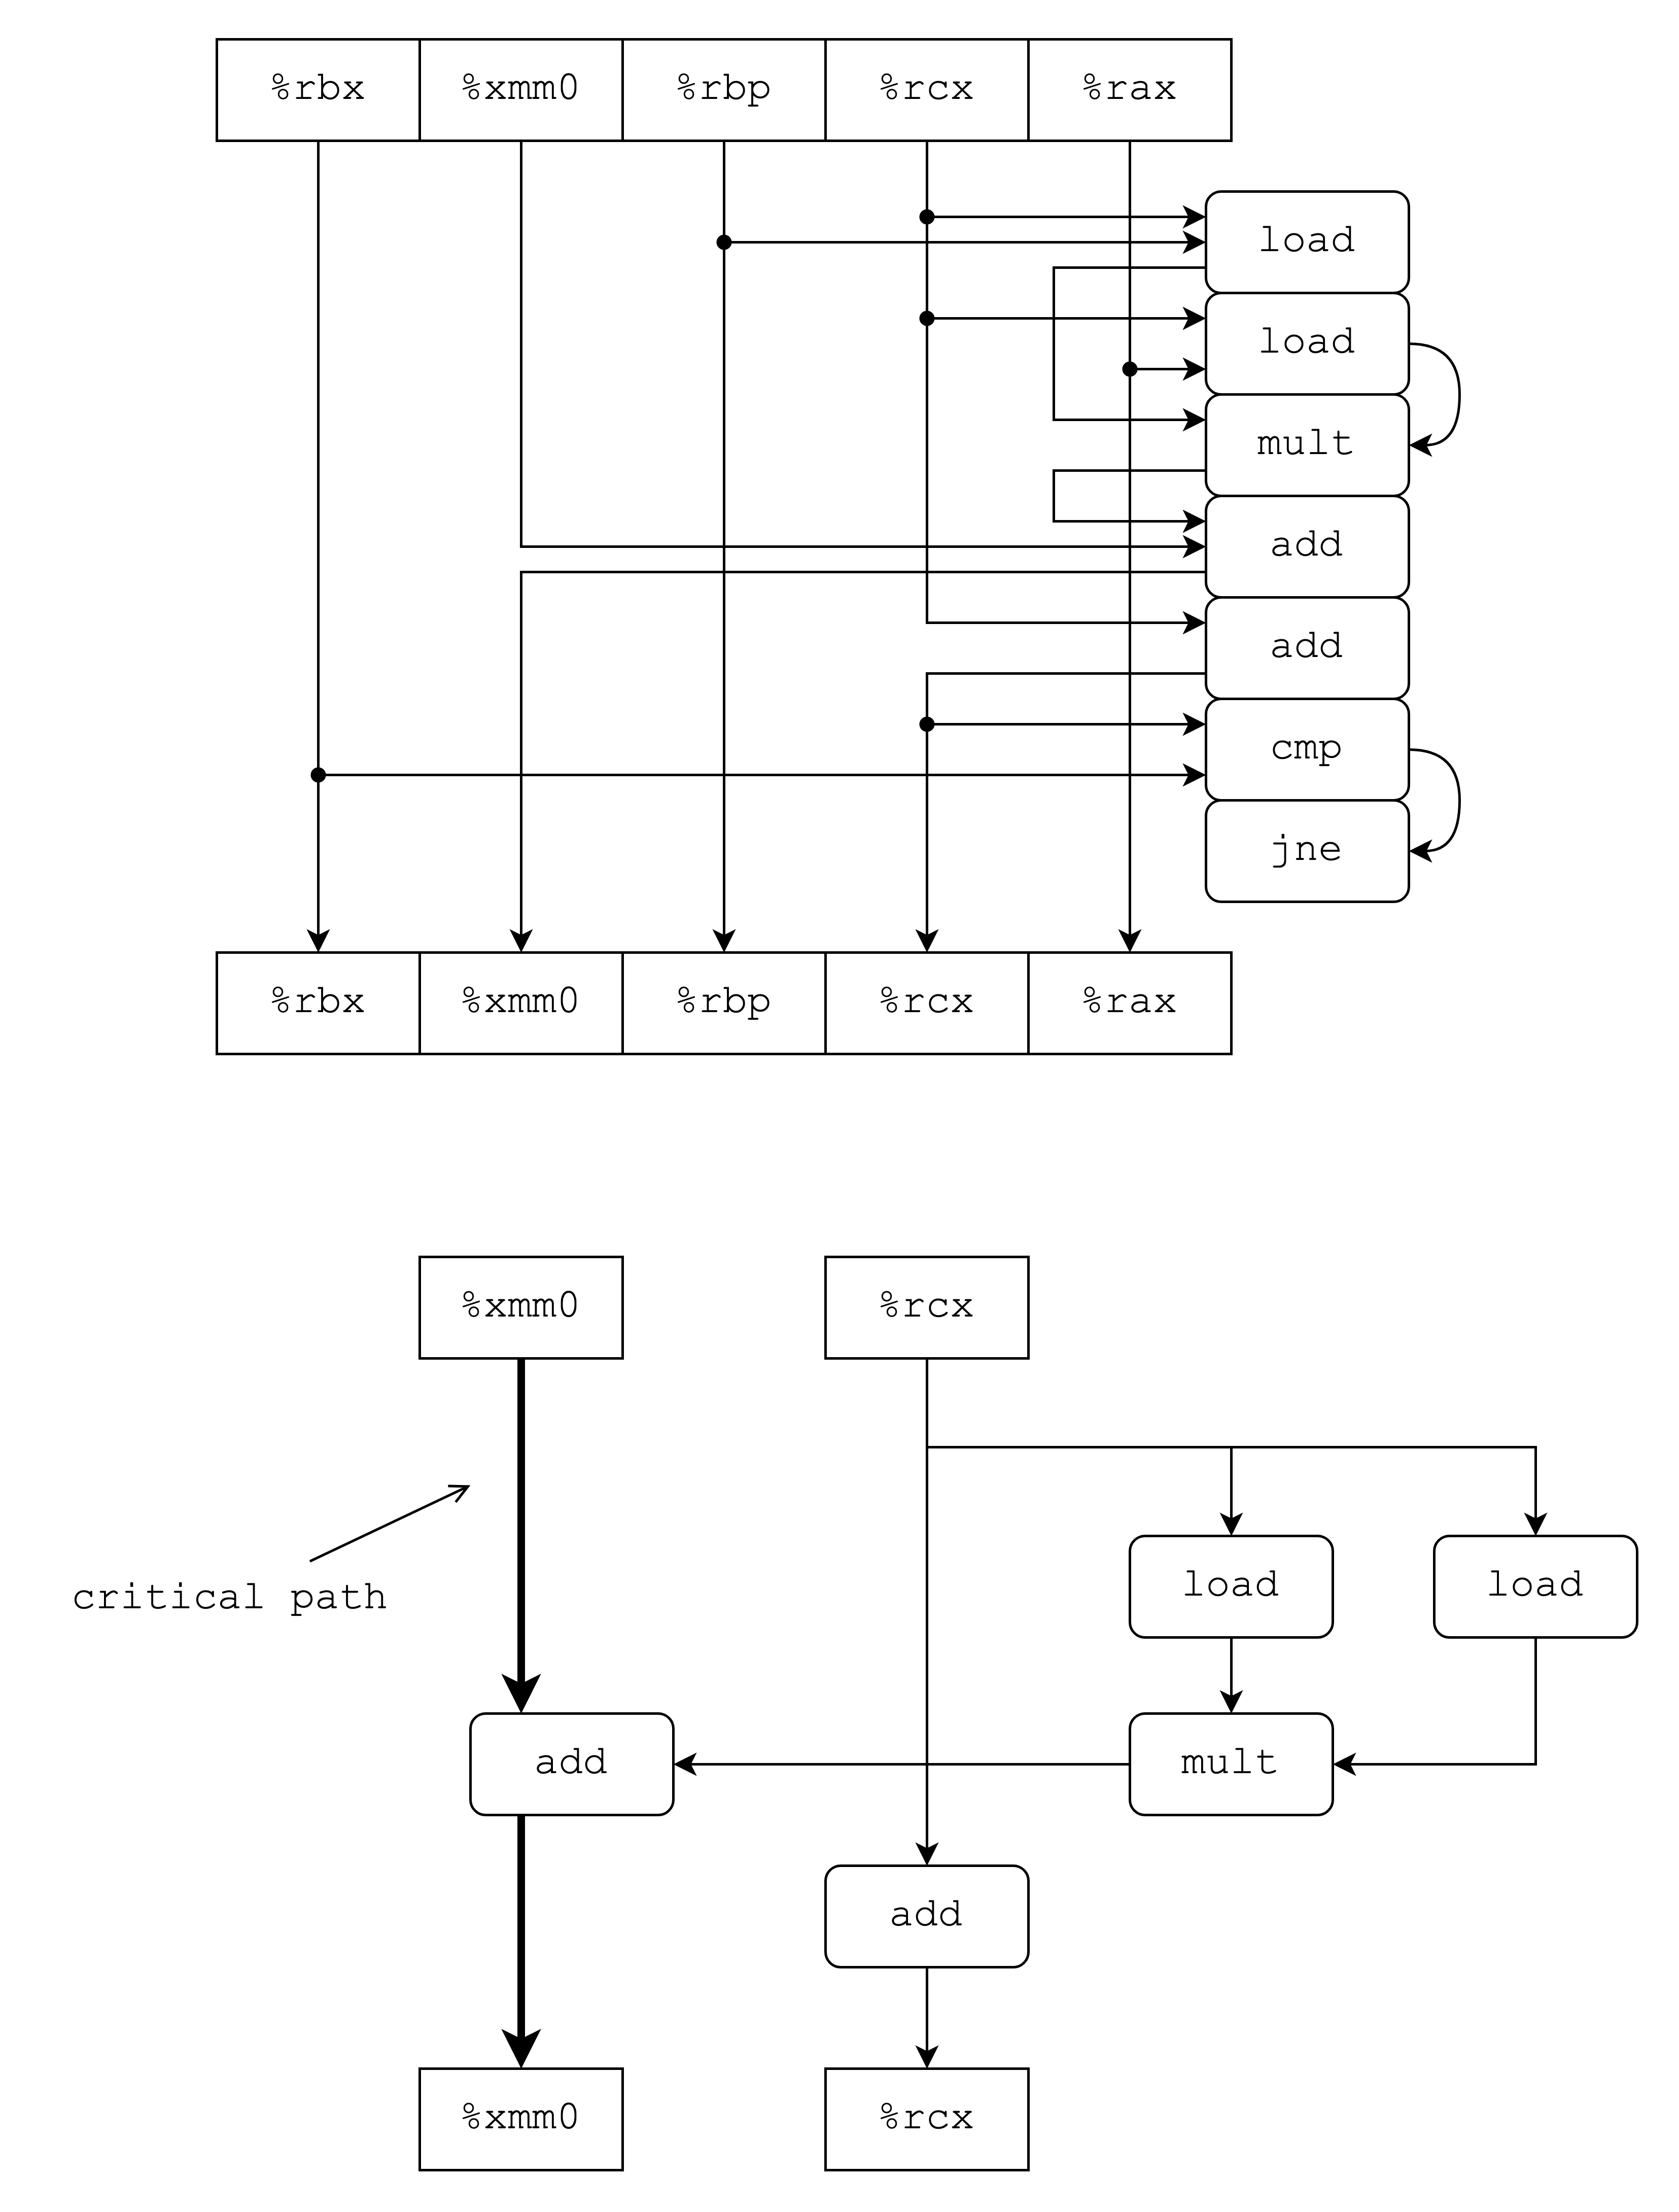 %rbx %xmm0 %rbp %rcx %rax
load
load
mult
add
add
cmp
jne
%rbx %xmm0 %rbp %rcx %rax
%xmm0 %rcx
critical path
load load
add mult
add
%xmm0 %rcx